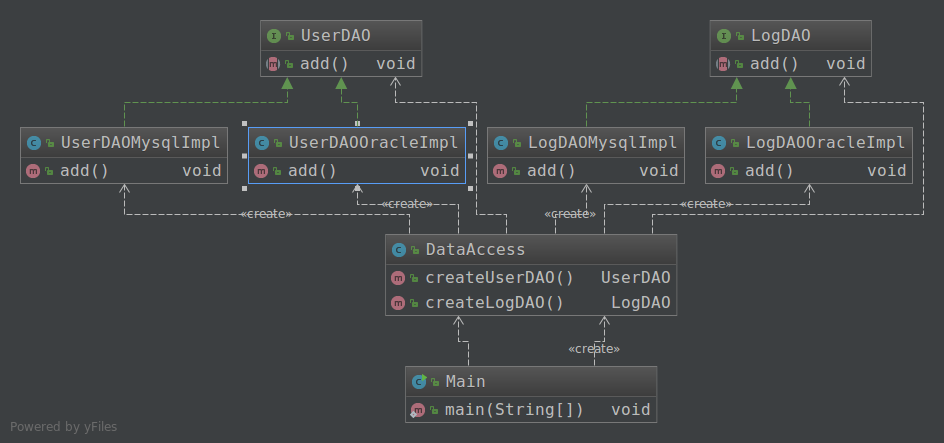 UserDAO
add() void
LogDAO
add() void
UserDAOMysqlImpl
add() void
UserDAOOracleImpl
add() void
LogDAOMysqlImpl
add() void
LogDAOOracleImpl
add() void
«create»
«create»
«create»
«create»
DataAccess
createUserDAO() UserDAO
createLogDAO() LogDAO
«create»
Main
main(String[]) void
Powered by yFiles